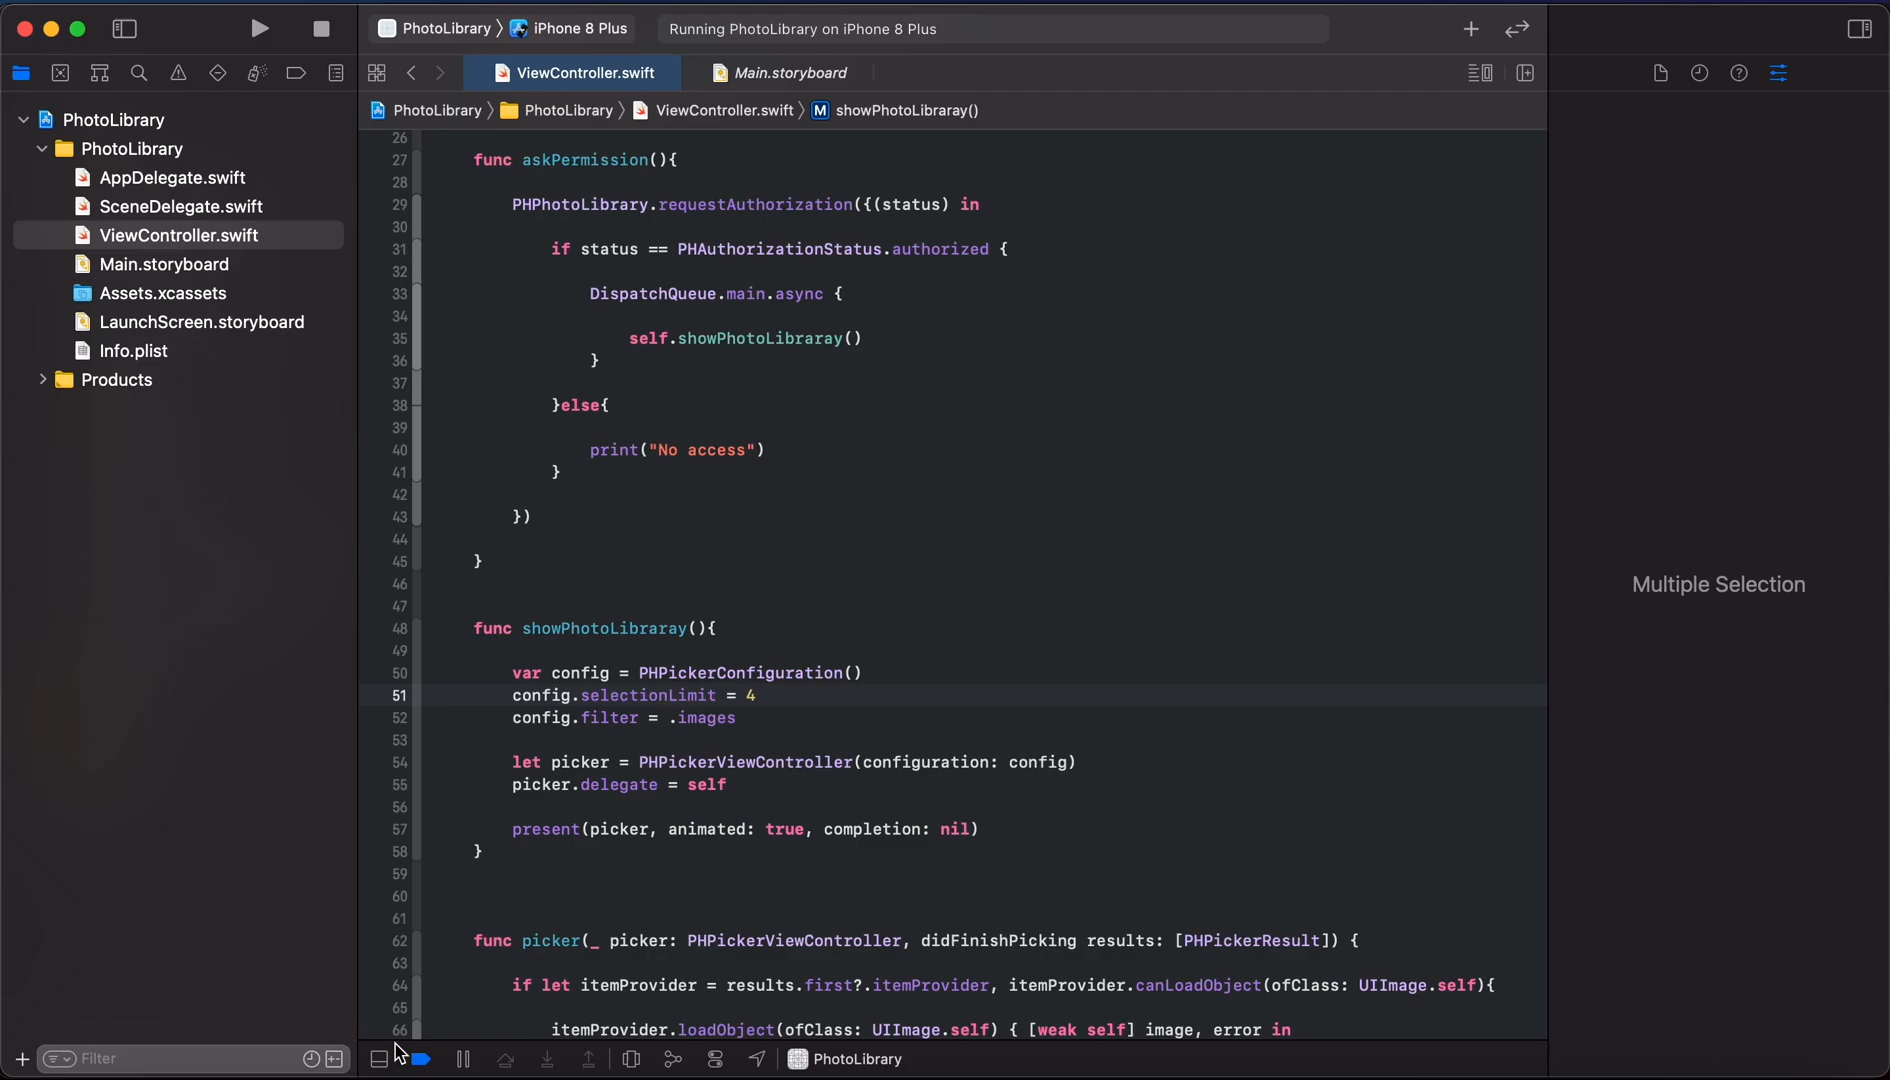 PhotoLibrary 〉 iPhone 8 Plus
Running PhotoLibrary on iPhone 8 Plus
ViewController.swift
Main.storyboard
PhotoLibrary 〉 PhotoLibrary 〉 ViewController.swift 〉 M showPhotoLibraray()
PhotoLibrary
PhotoLibrary
AppDelegate.swift
SceneDelegate.swift
ViewController.swift
Main.storyboard
Assets.xcassets
LaunchScreen.storyboard
Info.plist
Products
Filter
26
27 func askPermission(){
28
29 PHPhotoLibrary.requestAuthorization({(status) in
30
31 if status == PHAuthorizationStatus.authorized {
32
33 DispatchQueue.main.async {
34
35 self.showPhotoLibraray()
36 }
37
38 }else{
39
40 print("No access")
41 }
42
43 })
44
45 }
46
47
48 func showPhotoLibraray(){
49
50 var config = PHPickerConfiguration()
51 config.selectionLimit = 4
52 config.filter = .images
53
54 let picker = PHPickerViewController(configuration: config)
55 picker.delegate = self
56
57 present(picker, animated: true, completion: nil)
58 }
59
60
61
62 func picker(_ picker: PHPickerViewController, didFinishPicking results: [PHPickerResult]) {
63
64 if let itemProvider = results.first?.itemProvider, itemProvider.canLoadObject(ofClass: UIImage.self){
65
66 itemProvider.loadObject(ofClass: UIImage.self) { [weak self] image, error in
PhotoLibrary
Multiple Selection